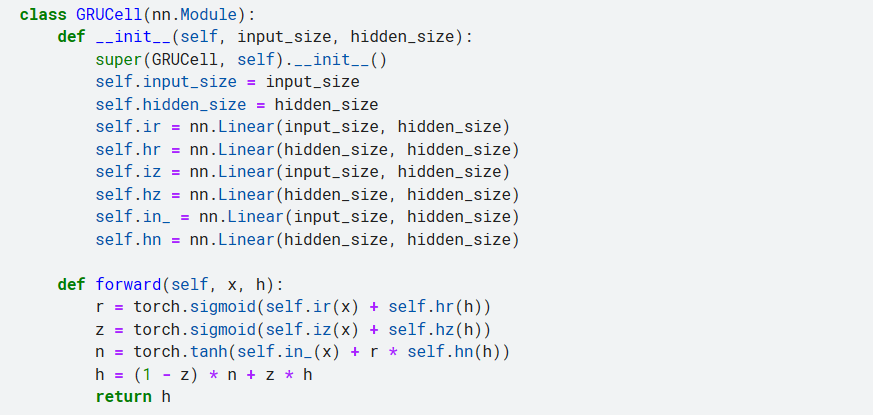 class GRUCell(nn.Module):
    def __init__(self, input_size, hidden_size):
        super(GRUCell, self).__init__()
        self.input_size = input_size
        self.hidden_size = hidden_size
        self.ir = nn.Linear(input_size, hidden_size)
        self.hr = nn.Linear(hidden_size, hidden_size)
        self.iz = nn.Linear(input_size, hidden_size)
        self.hz = nn.Linear(hidden_size, hidden_size)
        self.in_ = nn.Linear(input_size, hidden_size)
        self.hn = nn.Linear(hidden_size, hidden_size)

    def forward(self, x, h):
        r = torch.sigmoid(self.ir(x) + self.hr(h))
        z = torch.sigmoid(self.iz(x) + self.hz(h))
        n = torch.tanh(self.in_(x) + r * self.hn(h))
        h = (1 - z) * n + z * h
        return h